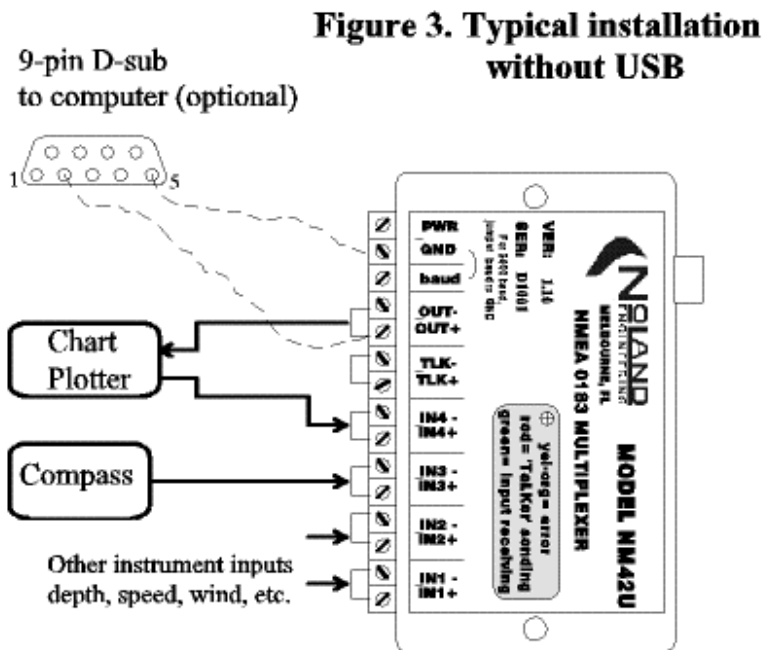 Figure 3. Typical installation
without USB
9-pin D-sub
to computer (optional)
1
5
PWR
GND
baud
OUT-
OUT+
TLK-
TLK+
IN4 -
IN4+
IN3 -
IN3+
IN2 -
IN2+
IN1 -
IN1+
Chart
Plotter
Compass
Other instrument inputs
depth, speed, wind, etc.
VER:
SER: D1001
For 9600 baud,
jumper baud to GND
yel-org= error
red= 'TaLKer' sending
green= input receiving
NOLAND
ENGINEERING
MELBOURNE, FL
NMEA 0183 MULTIPLEXER
MODEL NM42U